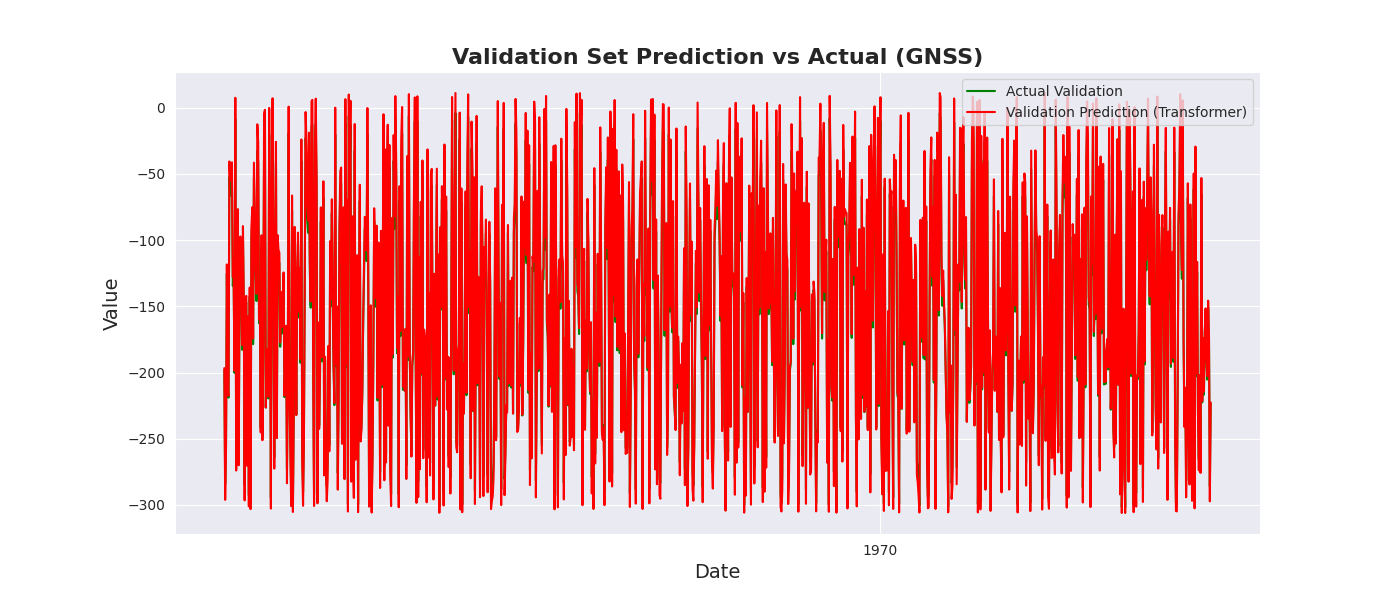 Validation Set Prediction vs Actual (GNSS)
Actual Validation
Validation Prediction (Transformer)
0
−50
−100
−150
−200
−250
−300
Value
1970
Date